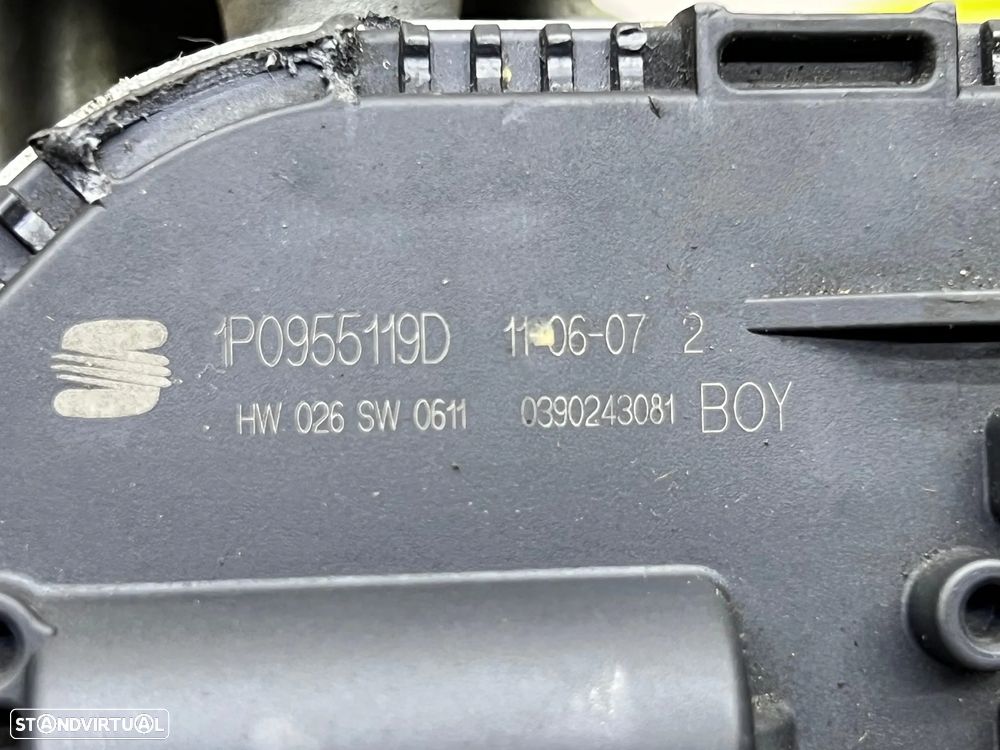 1P0955119D 11-06-07 2
HW 026 SW 0611 0390243081 BOY
STANDVIRTUAL